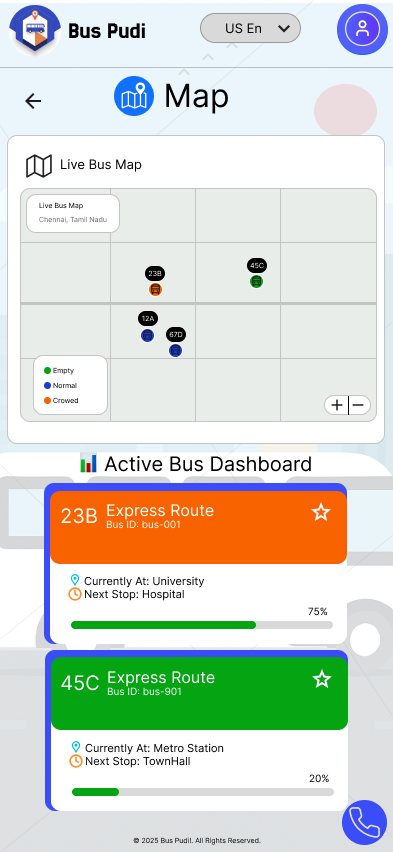 Bus Pudi
US En
Map
Live Bus Map
Live Bus Map
Chennai, Tamil Nadu
23B
45C
12A
67D
Empty
Normal
Crowed
+ −
Active Bus Dashboard
23B
Express Route
Bus ID: bus-001
Currently At: University
Next Stop: Hospital
75%
45C
Express Route
Bus ID: bus-901
Currently At: Metro Station
Next Stop: TownHall
20%
© 2025 Bus Pudi!. All Rights Reserved.